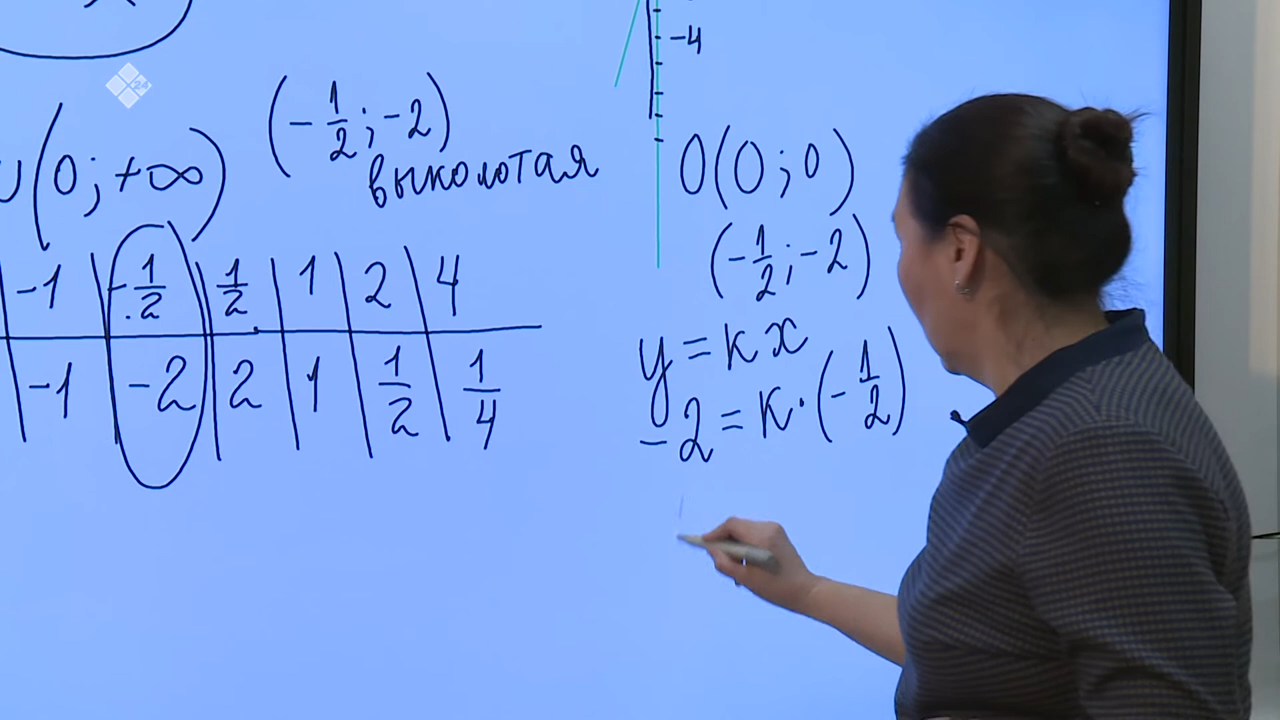 -4
(-1/2; -2)
выколотая
∪(0; +∞)
-1 | -1/2 | 1/2 | 1 | 2 | 4
-1 | -2 | 2 | 1 | 1/2 | 1/4
O(0; 0)
(-1/2; -2)
y = kx
-2 = k·(-1/2)
24